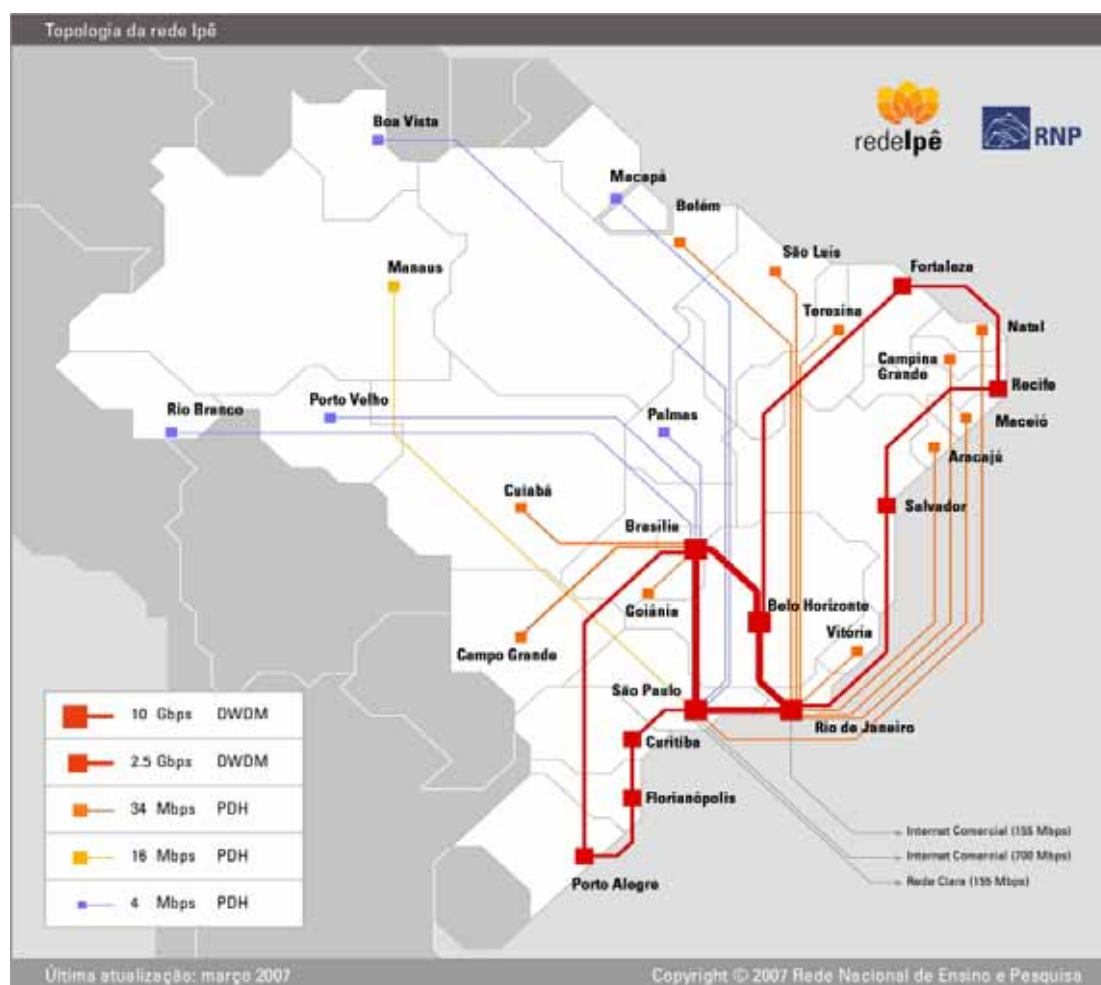 Topologia da rede Ipê
redeIpê
RNP
Boa Vista
Macapá
Belém
São Luís
Manaus
Fortaleza
Teresina
Natal
Campina
Grande
Recife
Porto Velho
Rio Branco
Palmas
Maceió
Aracajú
Cuiabá
Salvador
Brasília
Goiânia
Belo Horizonte
Vitória
Campo Grande
São Paulo
Rio de Janeiro
Curitiba
Florianópolis
Porto Alegre
10 Gbps DWDM
2.5 Gbps DWDM
34 Mbps PDH
16 Mbps PDH
4 Mbps PDH
Internet Comercial (155 Mbps)
Internet Comercial (700 Mbps)
Rede Clara (155 Mbps)
Última atualização: março 2007
Copyright © 2007 Rede Nacional de Ensino e Pesquisa